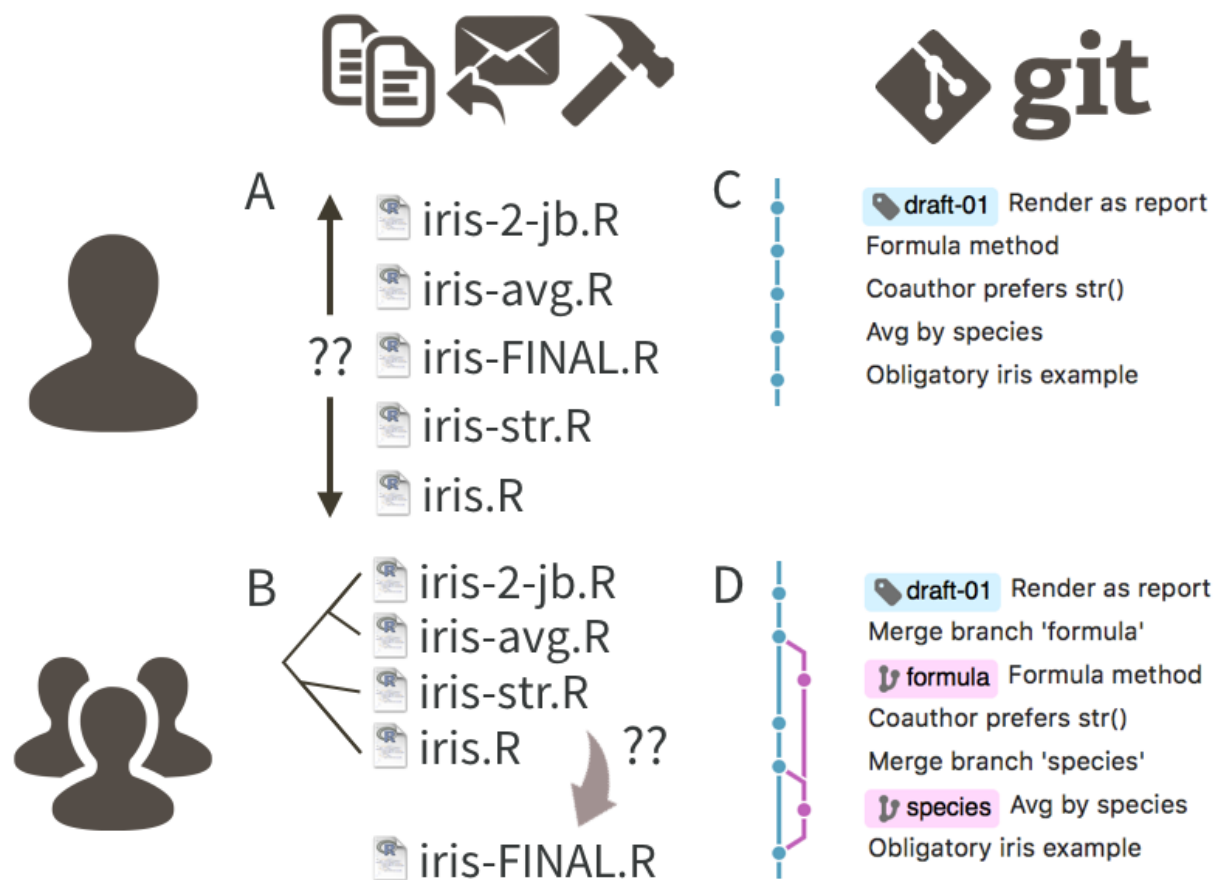 git
A
iris-2-jb.R
iris-avg.R
??
iris-FINAL.R
iris-str.R
iris.R
C
draft-01 Render as report
Formula method
Coauthor prefers str()
Avg by species
Obligatory iris example
B
iris-2-jb.R
iris-avg.R
iris-str.R
iris.R
??
iris-FINAL.R
D
draft-01 Render as report
Merge branch 'formula'
formula Formula method
Coauthor prefers str()
Merge branch 'species'
species Avg by species
Obligatory iris example